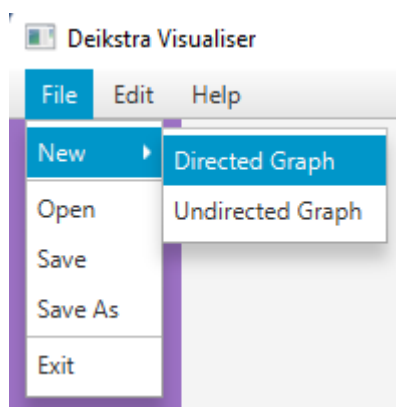 Deikstra Visualiser
File Edit Help
New Directed Graph
Open Undirected Graph
Save
Save As
Exit